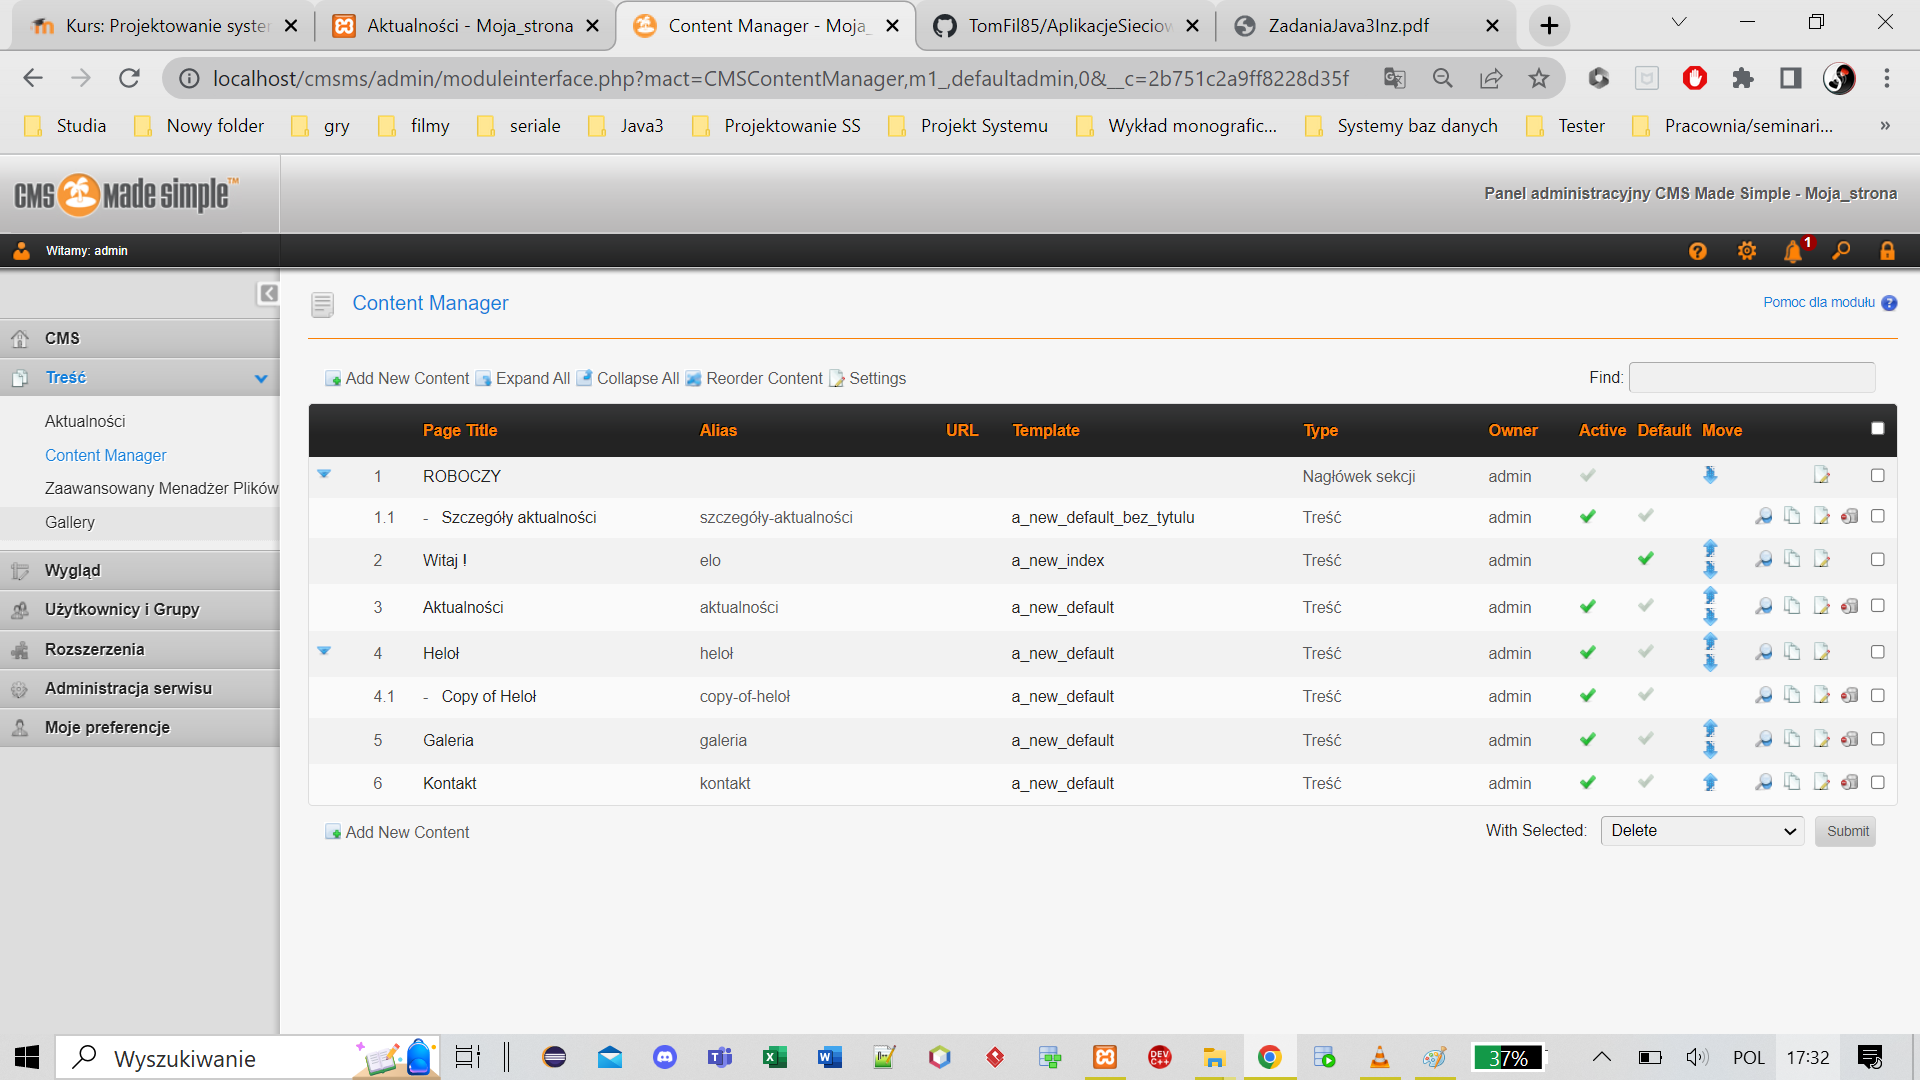 Kurs: Projektowanie syster
Aktualności - Moja_strona
Content Manager - Moja_
TomFil85/AplikacjeSieciow
ZadaniaJava3Inz.pdf
localhost/cmsms/admin/moduleinterface.php?mact=CMSContentManager,m1_,defaultadmin,0&__c=2b751c2a9ff8228d35f
Studia
Nowy folder
gry
filmy
seriale
Java3
Projektowanie SS
Projekt Systemu
Wykład monografic...
Systemy baz danych
Tester
Pracownia/seminari...
»
CMS Made Simple™
Panel administracyjny CMS Made Simple - Moja_strona
Witamy: admin
1
Content Manager
Pomoc dla modułu
CMS
Treść
Aktualności
Content Manager
Zaawansowany Menadżer Plików
Gallery
Wygląd
Użytkownicy i Grupy
Rozszerzenia
Administracja serwisu
Moje preferencje
Add New Content Expand All Collapse All Reorder Content Settings
Find:
Page Title Alias URL Template Type Owner Active Default Move
1 ROBOCZY Nagłówek sekcji admin
1.1 - Szczegóły aktualności szczegóły-aktualności a_new_default_bez_tytulu Treść admin
2 Witaj ! elo a_new_index Treść admin
3 Aktualności aktualności a_new_default Treść admin
4 Heloł heloł a_new_default Treść admin
4.1 - Copy of Heloł copy-of-heloł a_new_default Treść admin
5 Galeria galeria a_new_default Treść admin
6 Kontakt kontakt a_new_default Treść admin
Add New Content
With Selected: Delete Submit
Wyszukiwanie
DEV C++
37%
POL
17:32